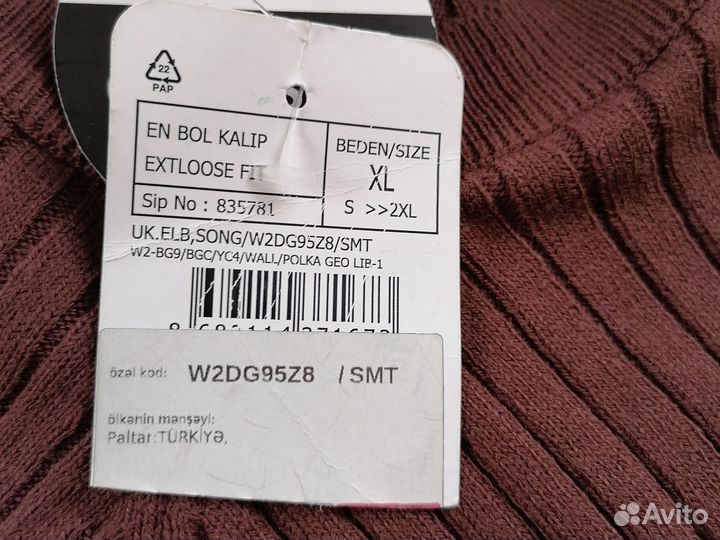 22
PAP
EN BOL KALIP
EXTLOOSE FIT
BEDEN/SIZE
XL
S >>2XL
Sip No : 835781
UK.ELB,SONG/W2DG95Z8/SMT
W2-BG9/BGC/YC4/WALL/POLKA GEO LIB-1
özəl kod: W2DG95Z8 /SMT
ölkənin mənşəyi:
Paltar:TÜRKİYƏ,
Avito